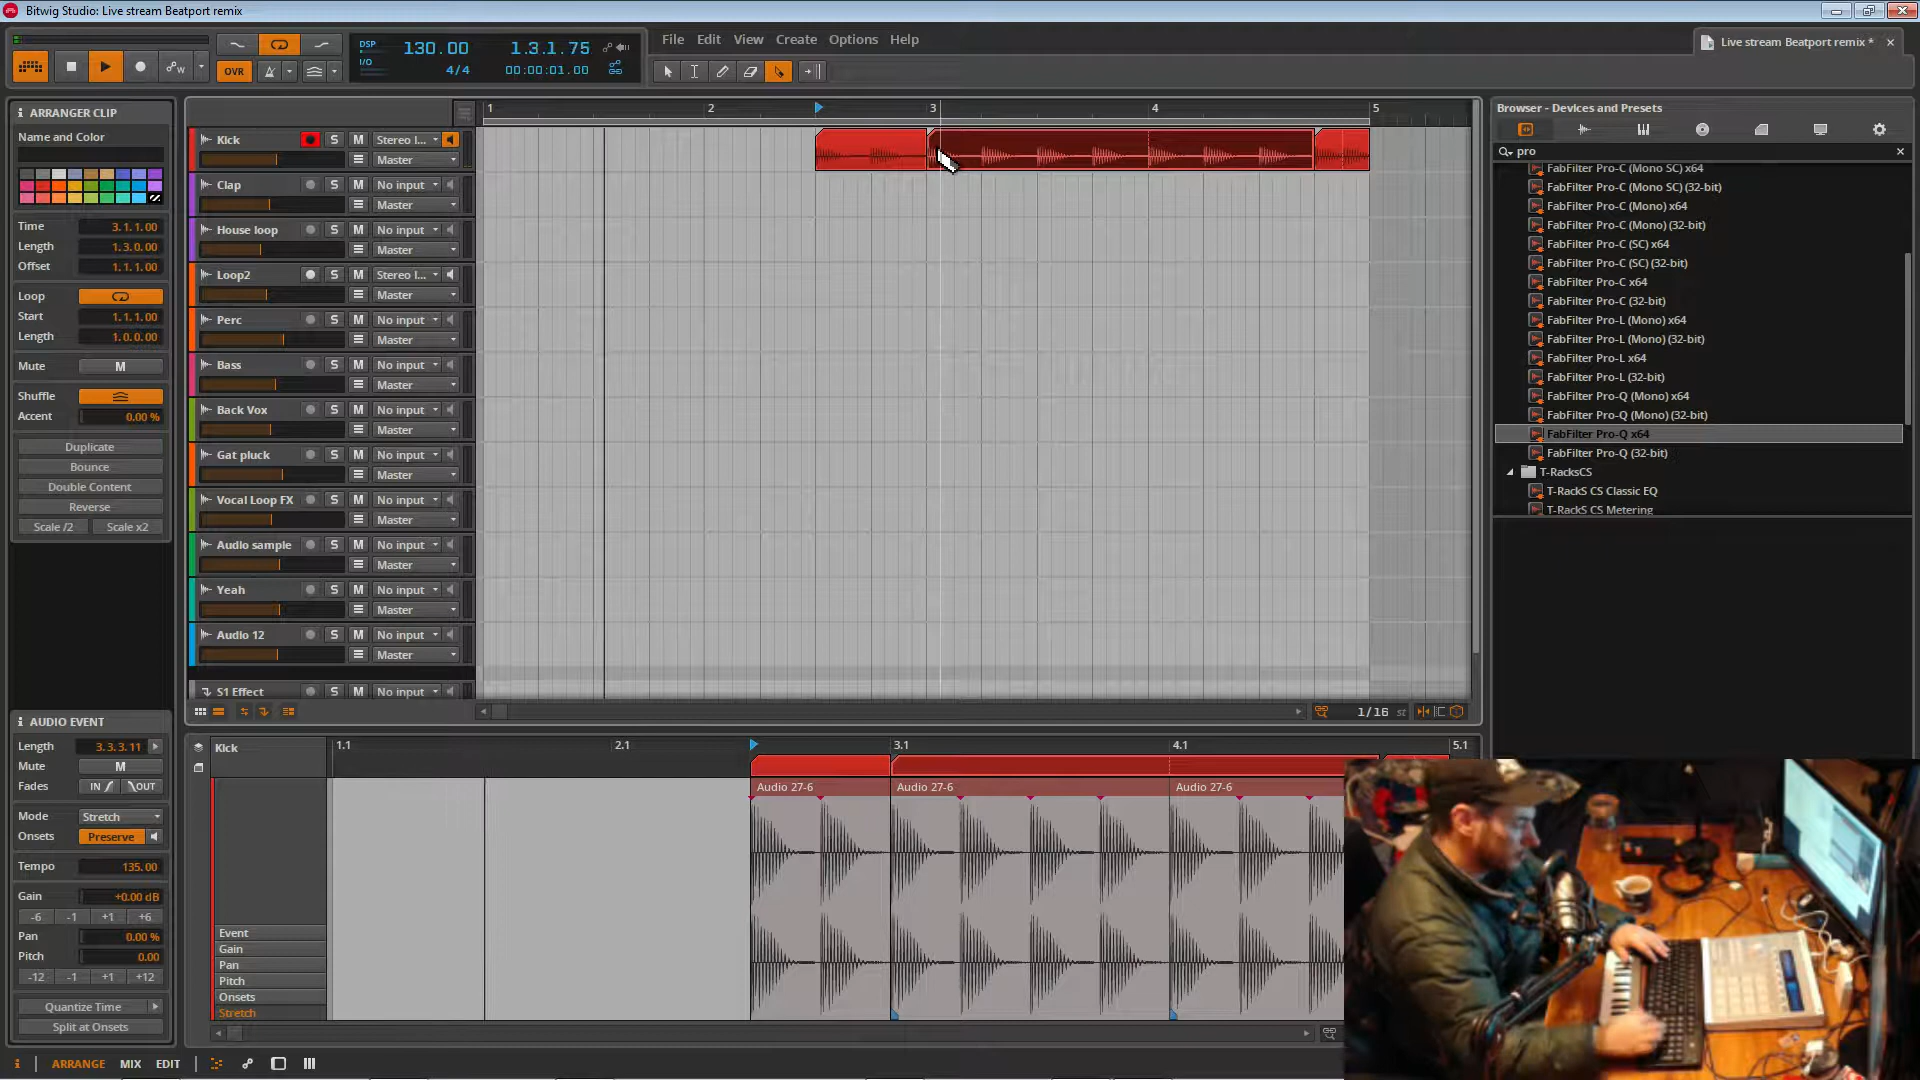 Bitwig Studio: Live stream Beatport remix
OVR
DSP
I/O
130.00
4/4
1.3.1.75
00:00:01.00
File Edit View Create Options Help
Live stream Beatport remix *
ARRANGER CLIP
Name and Color
Time 3.1.1.00
Length 1.3.0.00
Offset 1.1.1.00
Loop
Start 1.1.1.00
Length 1.0.0.00
Mute M
Shuffle
Accent 0.00 %
Duplicate
Bounce
Double Content
Reverse
Scale /2 Scale x2
AUDIO EVENT
Length 3.3.3.11
Mute M
Fades IN OUT
Mode Stretch
Onsets Preserve
Tempo 135.00
Gain +0.00 dB
-6 -1 +1 +6
Pan 0.00 %
Pitch 0.00
-12 -1 +1 +12
Quantize Time
Split at Onsets
1 2 3 4 5
Kick S M Stereo I...
Master
Clap S M No input
Master
House loop S M No input
Master
Loop2 S M Stereo I...
Master
Perc S M No input
Master
Bass S M No input
Master
Back Vox S M No input
Master
Gat pluck S M No input
Master
Vocal Loop FX S M No input
Master
Audio sample S M No input
Master
Yeah S M No input
Master
Audio 12 S M No input
Master
S1 Effect S M No input
1/16 st
Kick
1.1 2.1 3.1 4.1 5.1
Audio 27-6 Audio 27-6 Audio 27-6
Event
Gain
Pan
Pitch
Onsets
Stretch
Browser - Devices and Presets
pro
FabFilter Pro-C (Mono SC) x64
FabFilter Pro-C (Mono SC) (32-bit)
FabFilter Pro-C (Mono) x64
FabFilter Pro-C (Mono) (32-bit)
FabFilter Pro-C (SC) x64
FabFilter Pro-C (SC) (32-bit)
FabFilter Pro-C x64
FabFilter Pro-C (32-bit)
FabFilter Pro-L (Mono) x64
FabFilter Pro-L (Mono) (32-bit)
FabFilter Pro-L x64
FabFilter Pro-L (32-bit)
FabFilter Pro-Q (Mono) x64
FabFilter Pro-Q (Mono) (32-bit)
FabFilter Pro-Q x64
FabFilter Pro-Q (32-bit)
T-RacksCS
T-RackS CS Classic EQ
T-RackS CS Metering
ARRANGE MIX EDIT